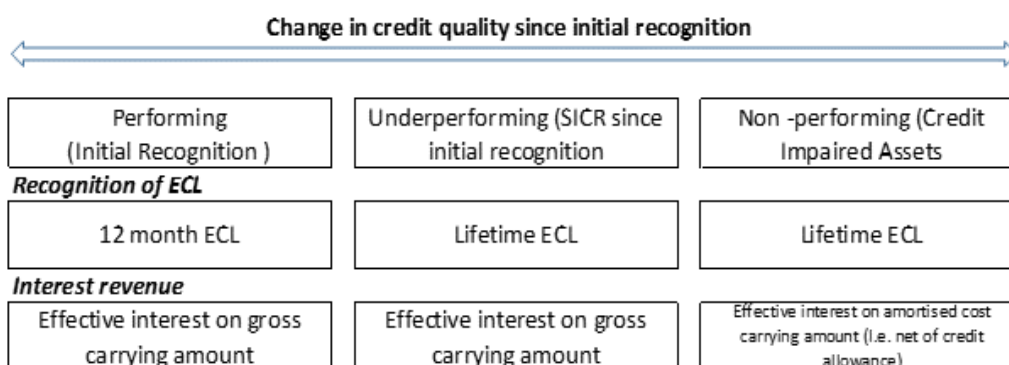 Change in credit quality since initial recognition
Performing
(Initial Recognition )
Underperforming (SICR since
initial recognition
Non -performing (Credit
Impaired Assets
Recognition of ECL
12 month ECL
Lifetime ECL
Lifetime ECL
Interest revenue
Effective interest on gross
carrying amount
Effective interest on gross
carrying amount
Effective interest on amortised cost
carrying amount (I.e. net of credit
allowance)